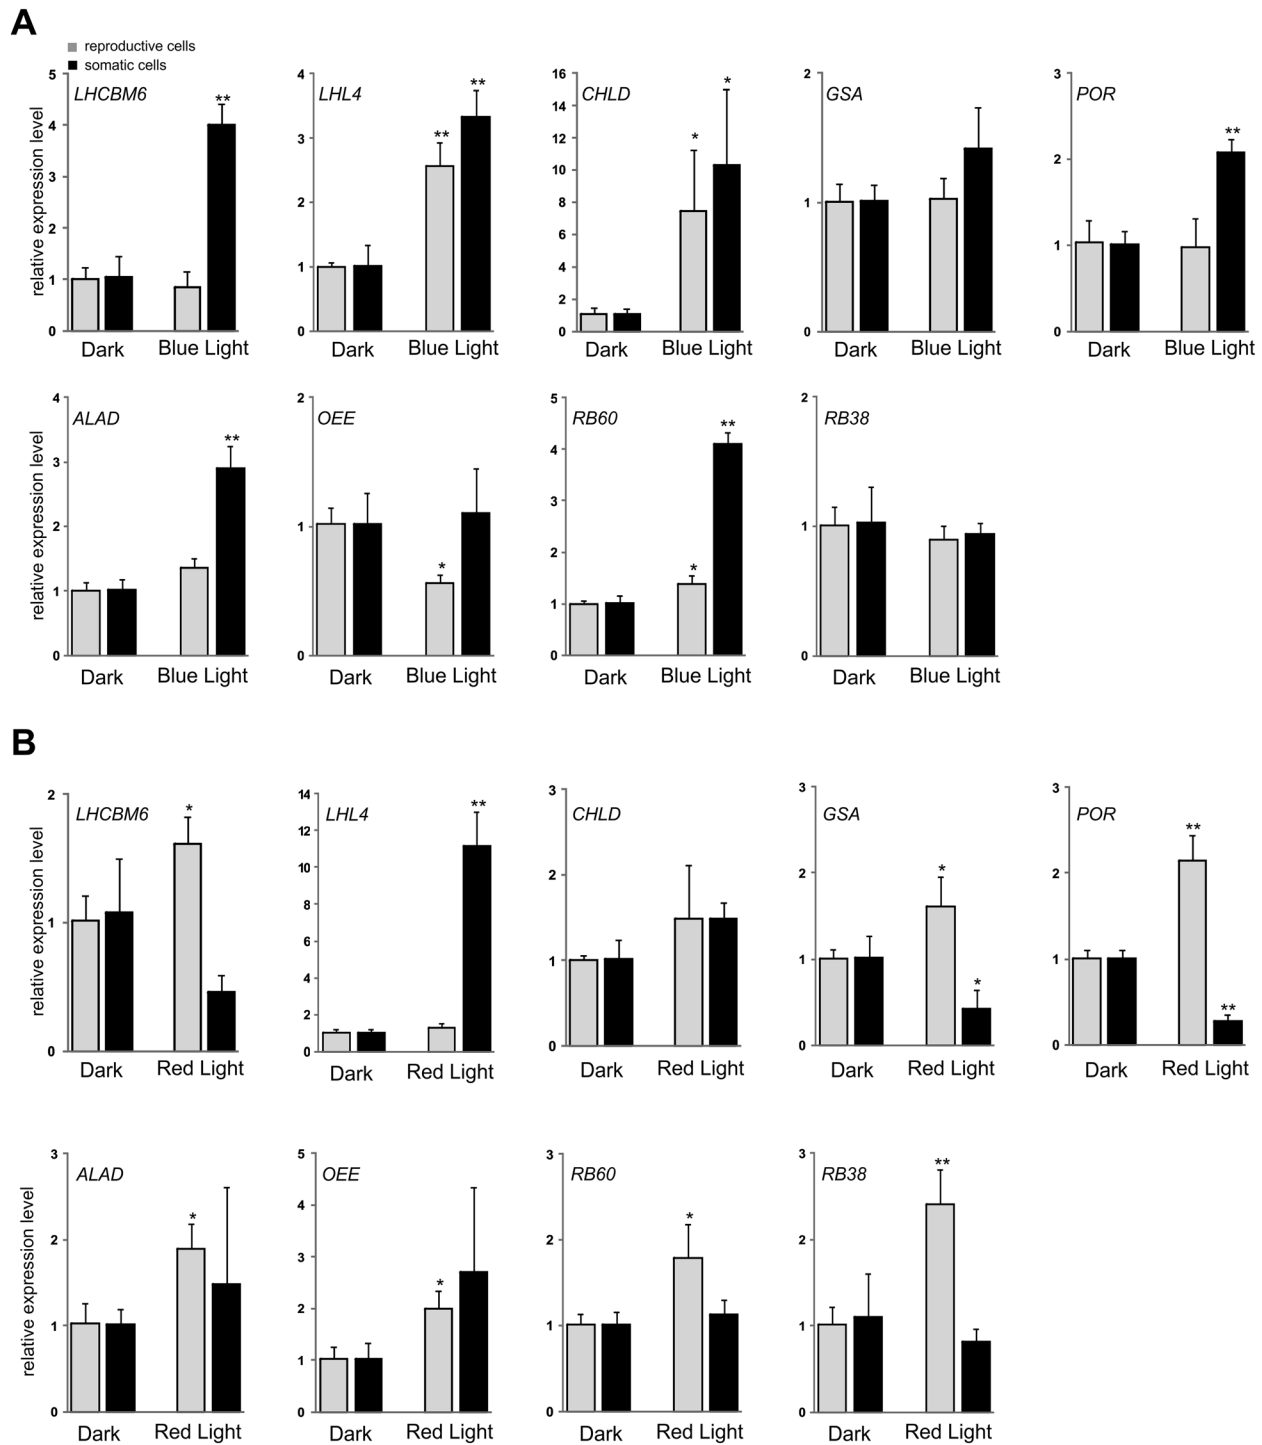 A
reproductive cells
somatic cells
relative expression level
5
4
3
2
1
0
LHCBM6
**
Dark
Blue Light
4
3
2
1
0
LHL4
**
**
Dark
Blue Light
16
14
12
10
8
6
4
2
0
CHLD
*
*
Dark
Blue Light
2
1
0
GSA
Dark
Blue Light
3
2
1
0
POR
**
Dark
Blue Light
relative expression level
4
3
2
1
0
ALAD
**
Dark
Blue Light
2
1
0
OEE
*
Dark
Blue Light
5
4
3
2
1
0
RB60
*
**
Dark
Blue Light
2
1
0
RB38
Dark
Blue Light
B
relative expression level
2
1
0
LHCBM6
*
Dark
Red Light
14
12
10
8
6
4
2
0
LHL4
**
Dark
Red Light
3
2
1
0
CHLD
Dark
Red Light
3
2
1
0
GSA
*
*
Dark
Red Light
3
2
1
0
POR
**
**
Dark
Red Light
relative expression level
3
2
1
0
ALAD
*
Dark
Red Light
5
4
3
2
1
0
OEE
*
Dark
Red Light
3
2
1
0
RB60
*
Dark
Red Light
3
2
1
0
RB38
**
Dark
Red Light